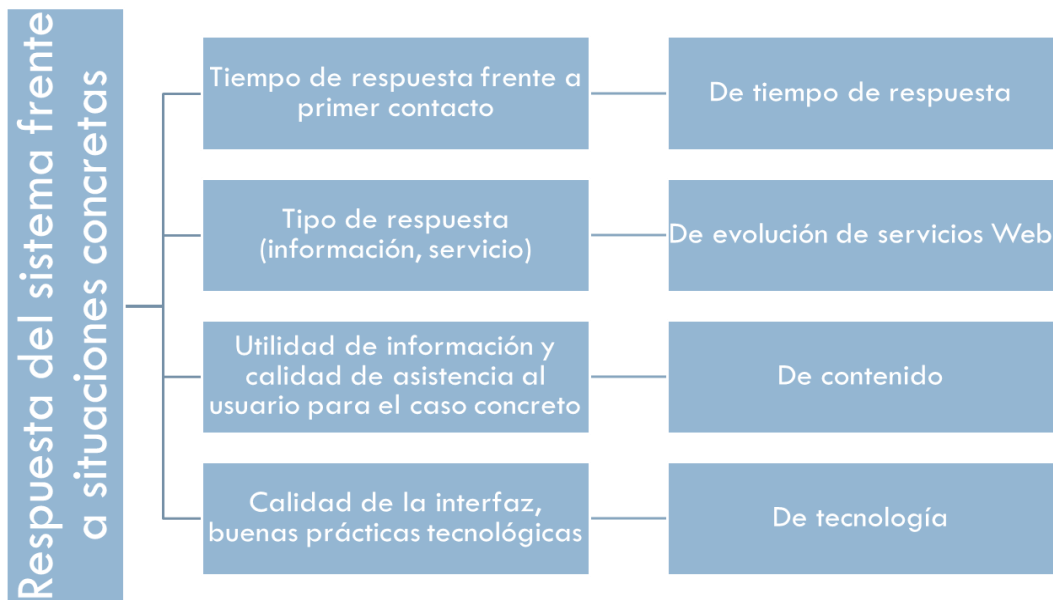 Respuesta del sistema frente
a situaciones concretas
Tiempo de respuesta frente a
primer contacto
De tiempo de respuesta
Tipo de respuesta
(información, servicio)
De evolución de servicios Web
Utilidad de información y
calidad de asistencia al
usuario para el caso concreto
De contenido
Calidad de la interfaz,
buenas prácticas tecnológicas
De tecnología